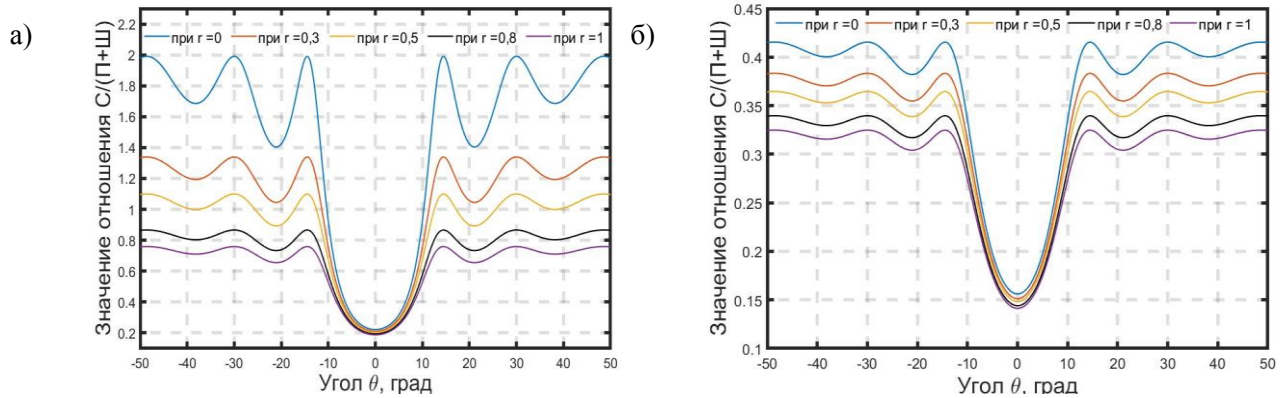 а)
Значение отношения С/(П+Ш)
2.2
2
1.8
1.6
1.4
1.2
1
0.8
0.6
0.4
0.2
при r =0 при r =0,3 при r =0,5 при r =0,8 при r =1
-50 -40 -30 -20 -10 0 10 20 30 40 50
Угол θ, град
б)
Значение отношения С/(П+Ш)
0.45
0.4
0.35
0.3
0.25
0.2
0.15
0.1
при r =0 при r =0,3 при r =0,5 при r =0,8 при r =1
-50 -40 -30 -20 -10 0 10 20 30 40 50
Угол θ, град